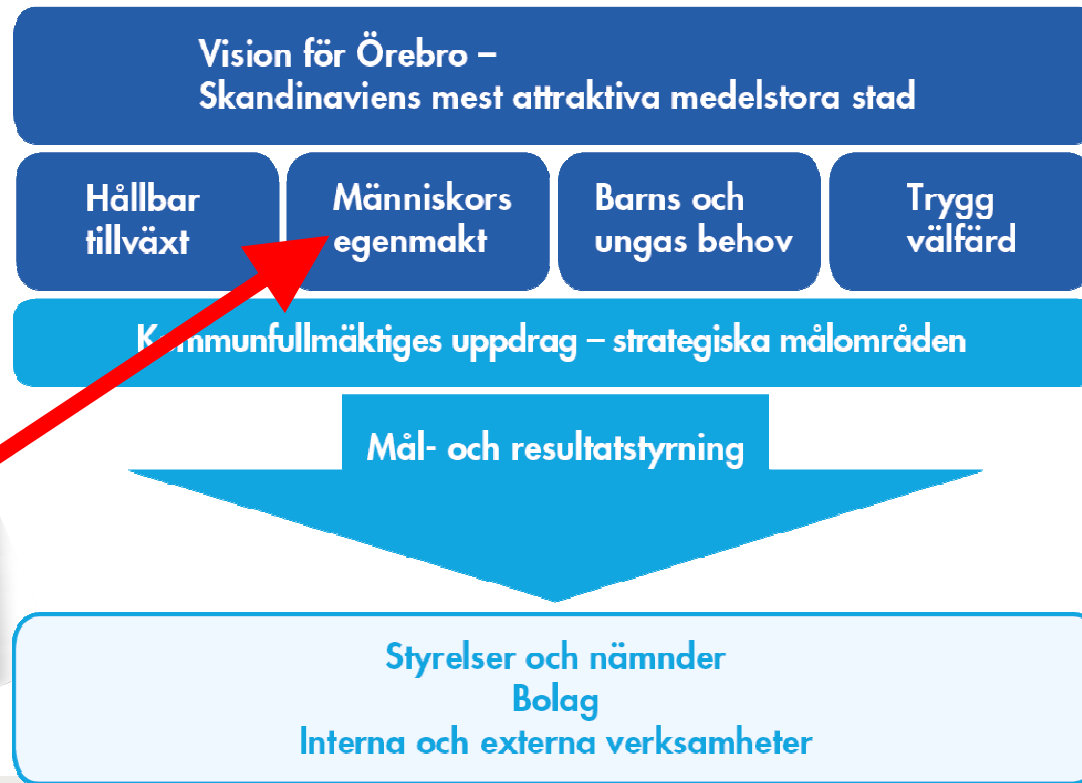 Vision för Örebro –
Skandinaviens mest attraktiva medelstora stad
Hållbar
tillväxt
Människors
egenmakt
Barns och
ungas behov
Trygg
välfärd
Kommunfullmäktiges uppdrag – strategiska målområden
Mål- och resultatstyrning
Styrelser och nämnder
Bolag
Interna och externa verksamheter